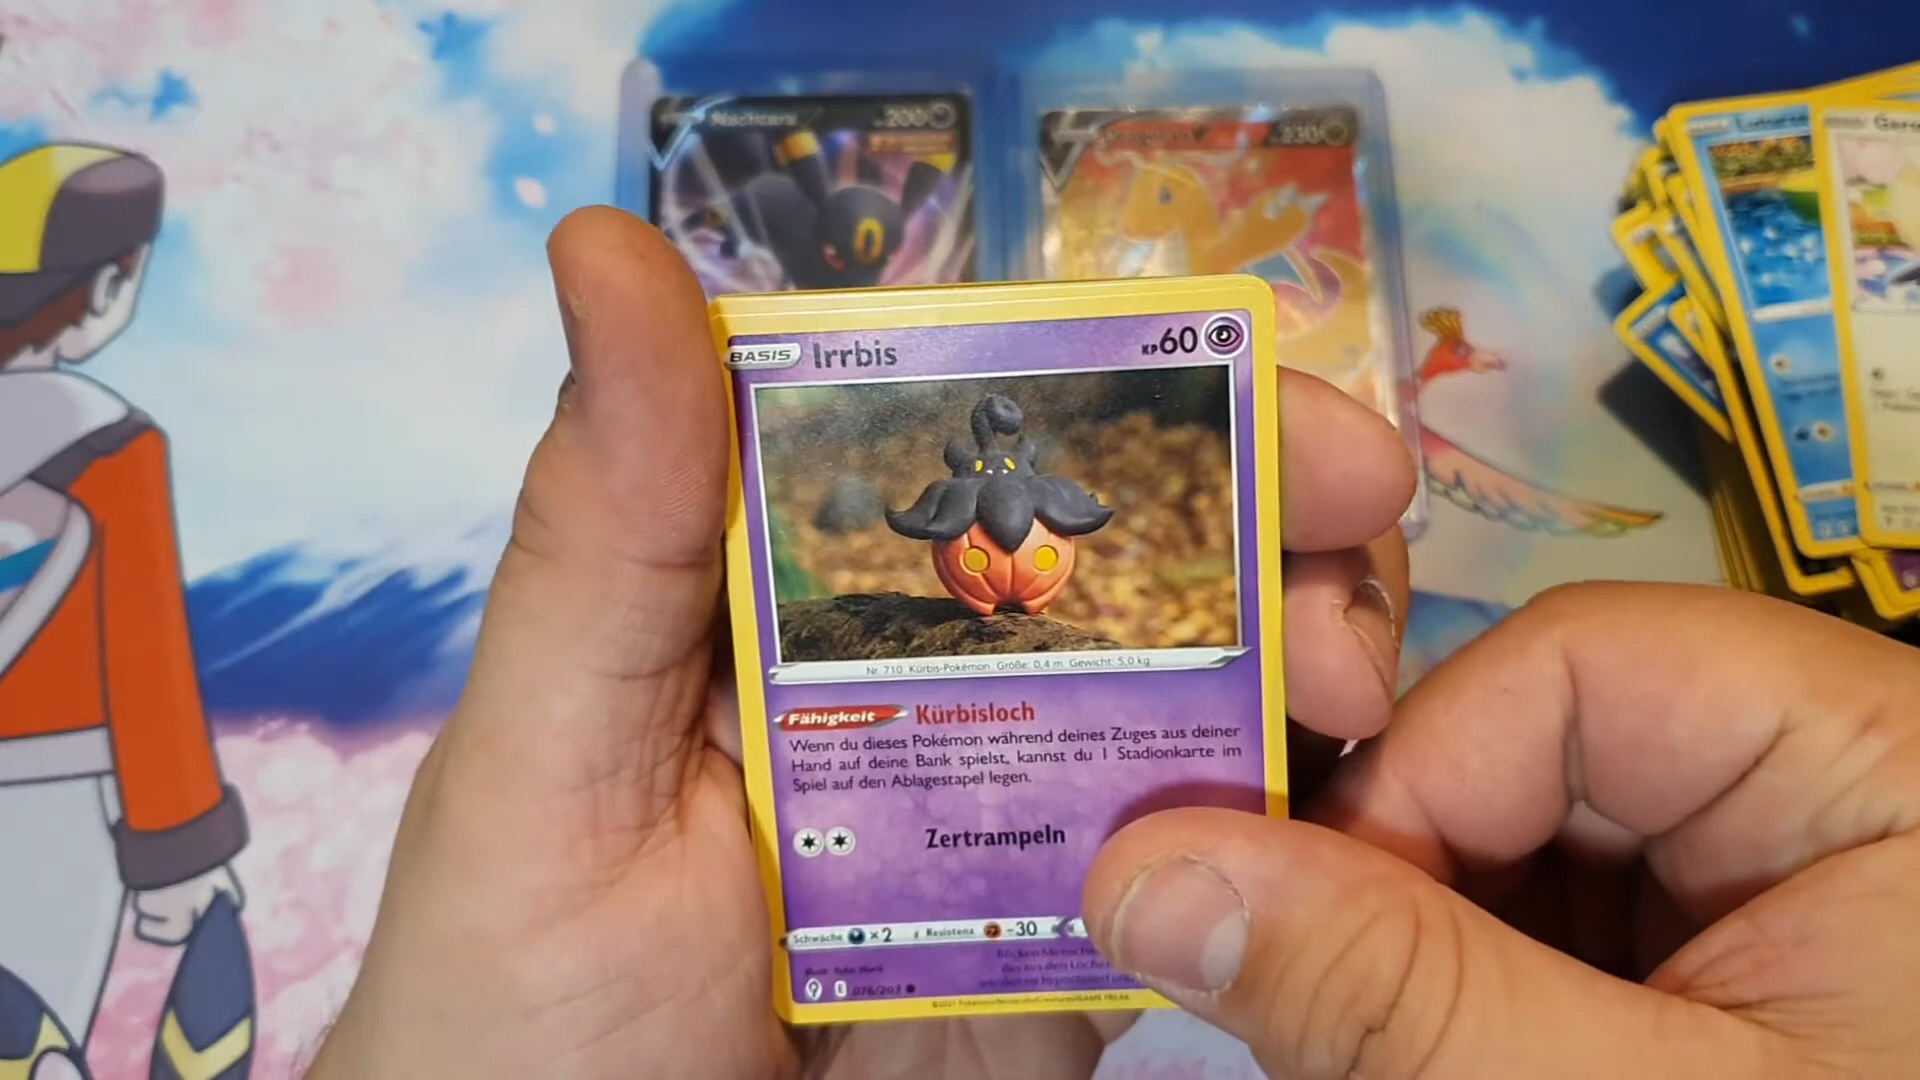 Nachtara 200
230
BASIS Irrbis KP 60
Nr. 710 Kürbis-Pokémon Größe: 0,4 m Gewicht: 5,0 kg
Fähigkeit Kürbisloch
Wenn du dieses Pokémon während deines Zuges aus deiner
Hand auf deine Bank spielst, kannst du 1 Stadionkarte im
Spiel auf den Ablagestapel legen.
Zertrampeln
Schwäche ×2 Resistenz -30
E 076/203